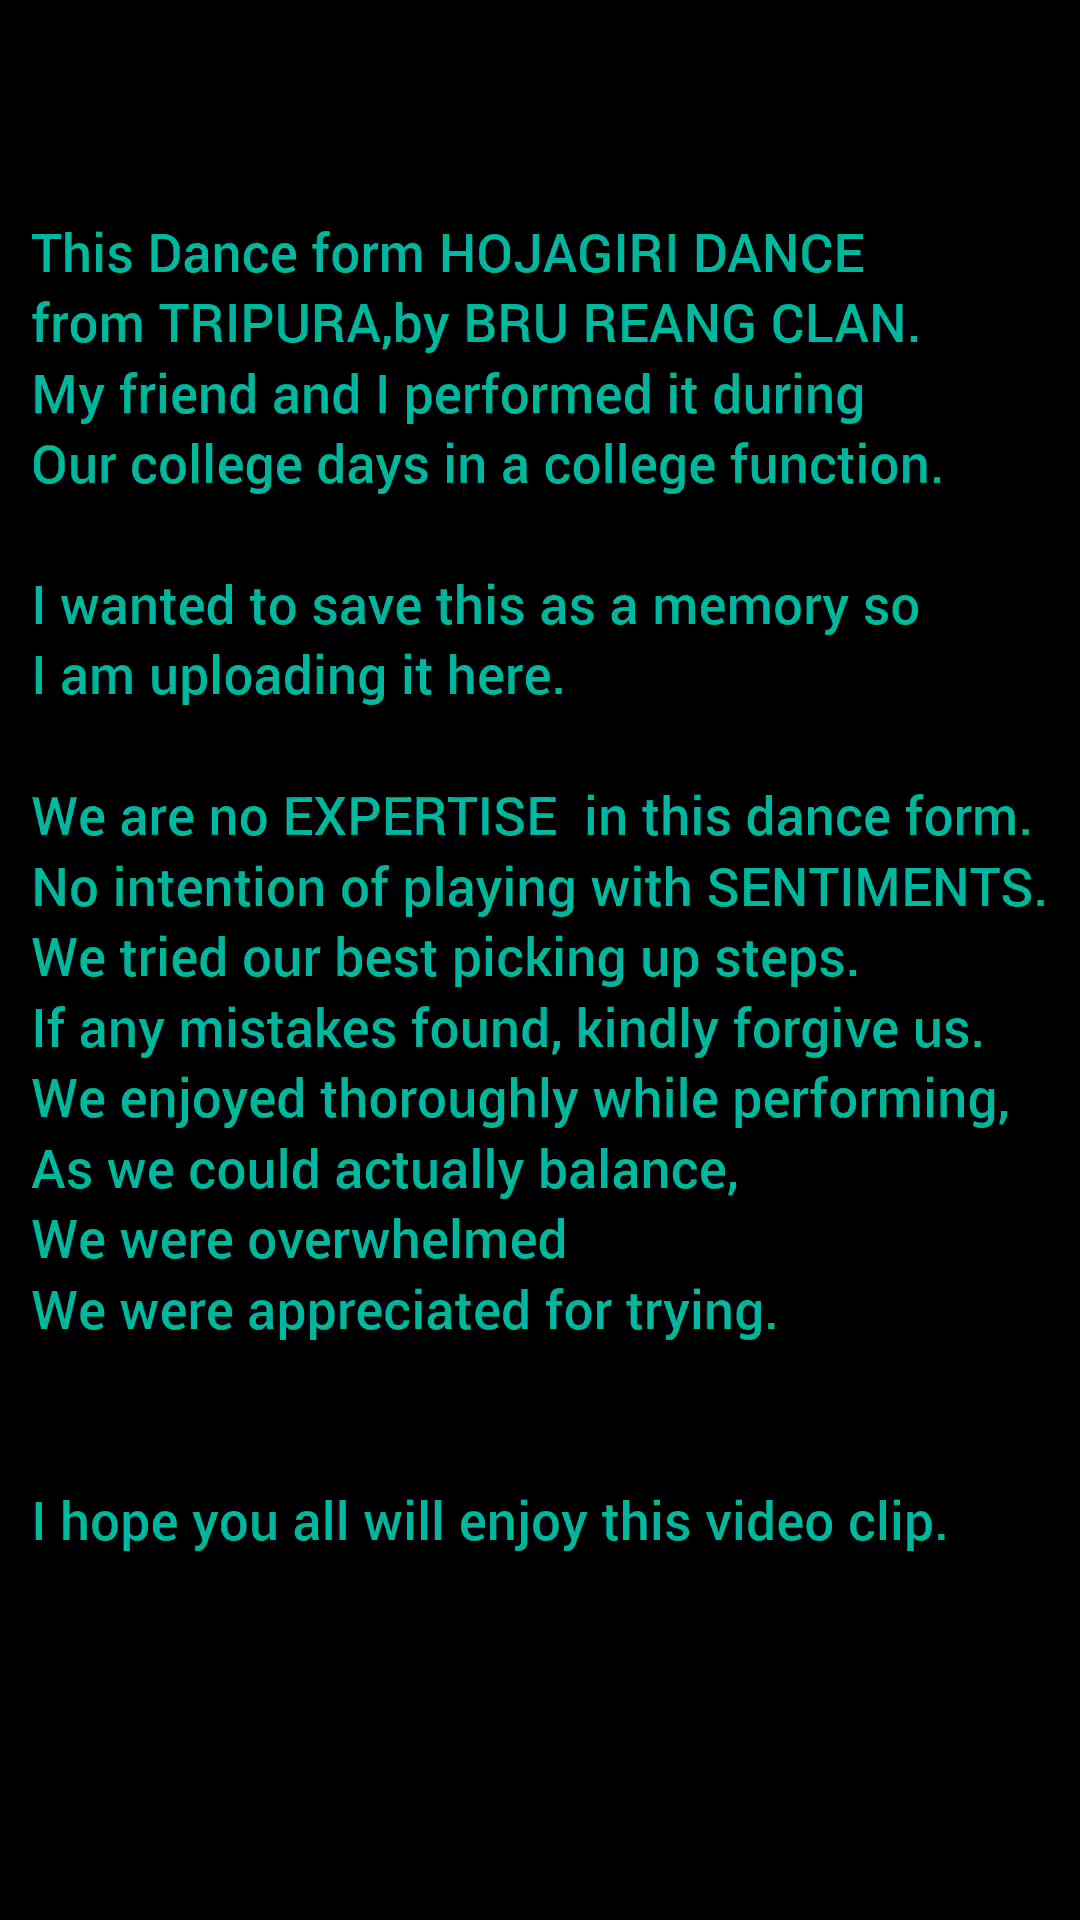 This Dance form HOJAGIRI DANCE
from TRIPURA,by BRU REANG CLAN.
My friend and I performed it during
Our college days in a college function.
I wanted to save this as a memory so
I am uploading it here.
We are no EXPERTISE  in this dance form.
No intention of playing with SENTIMENTS.
We tried our best picking up steps.
If any mistakes found, kindly forgive us.
We enjoyed thoroughly while performing,
As we could actually balance,
We were overwhelmed
We were appreciated for trying.
I hope you all will enjoy this video clip.